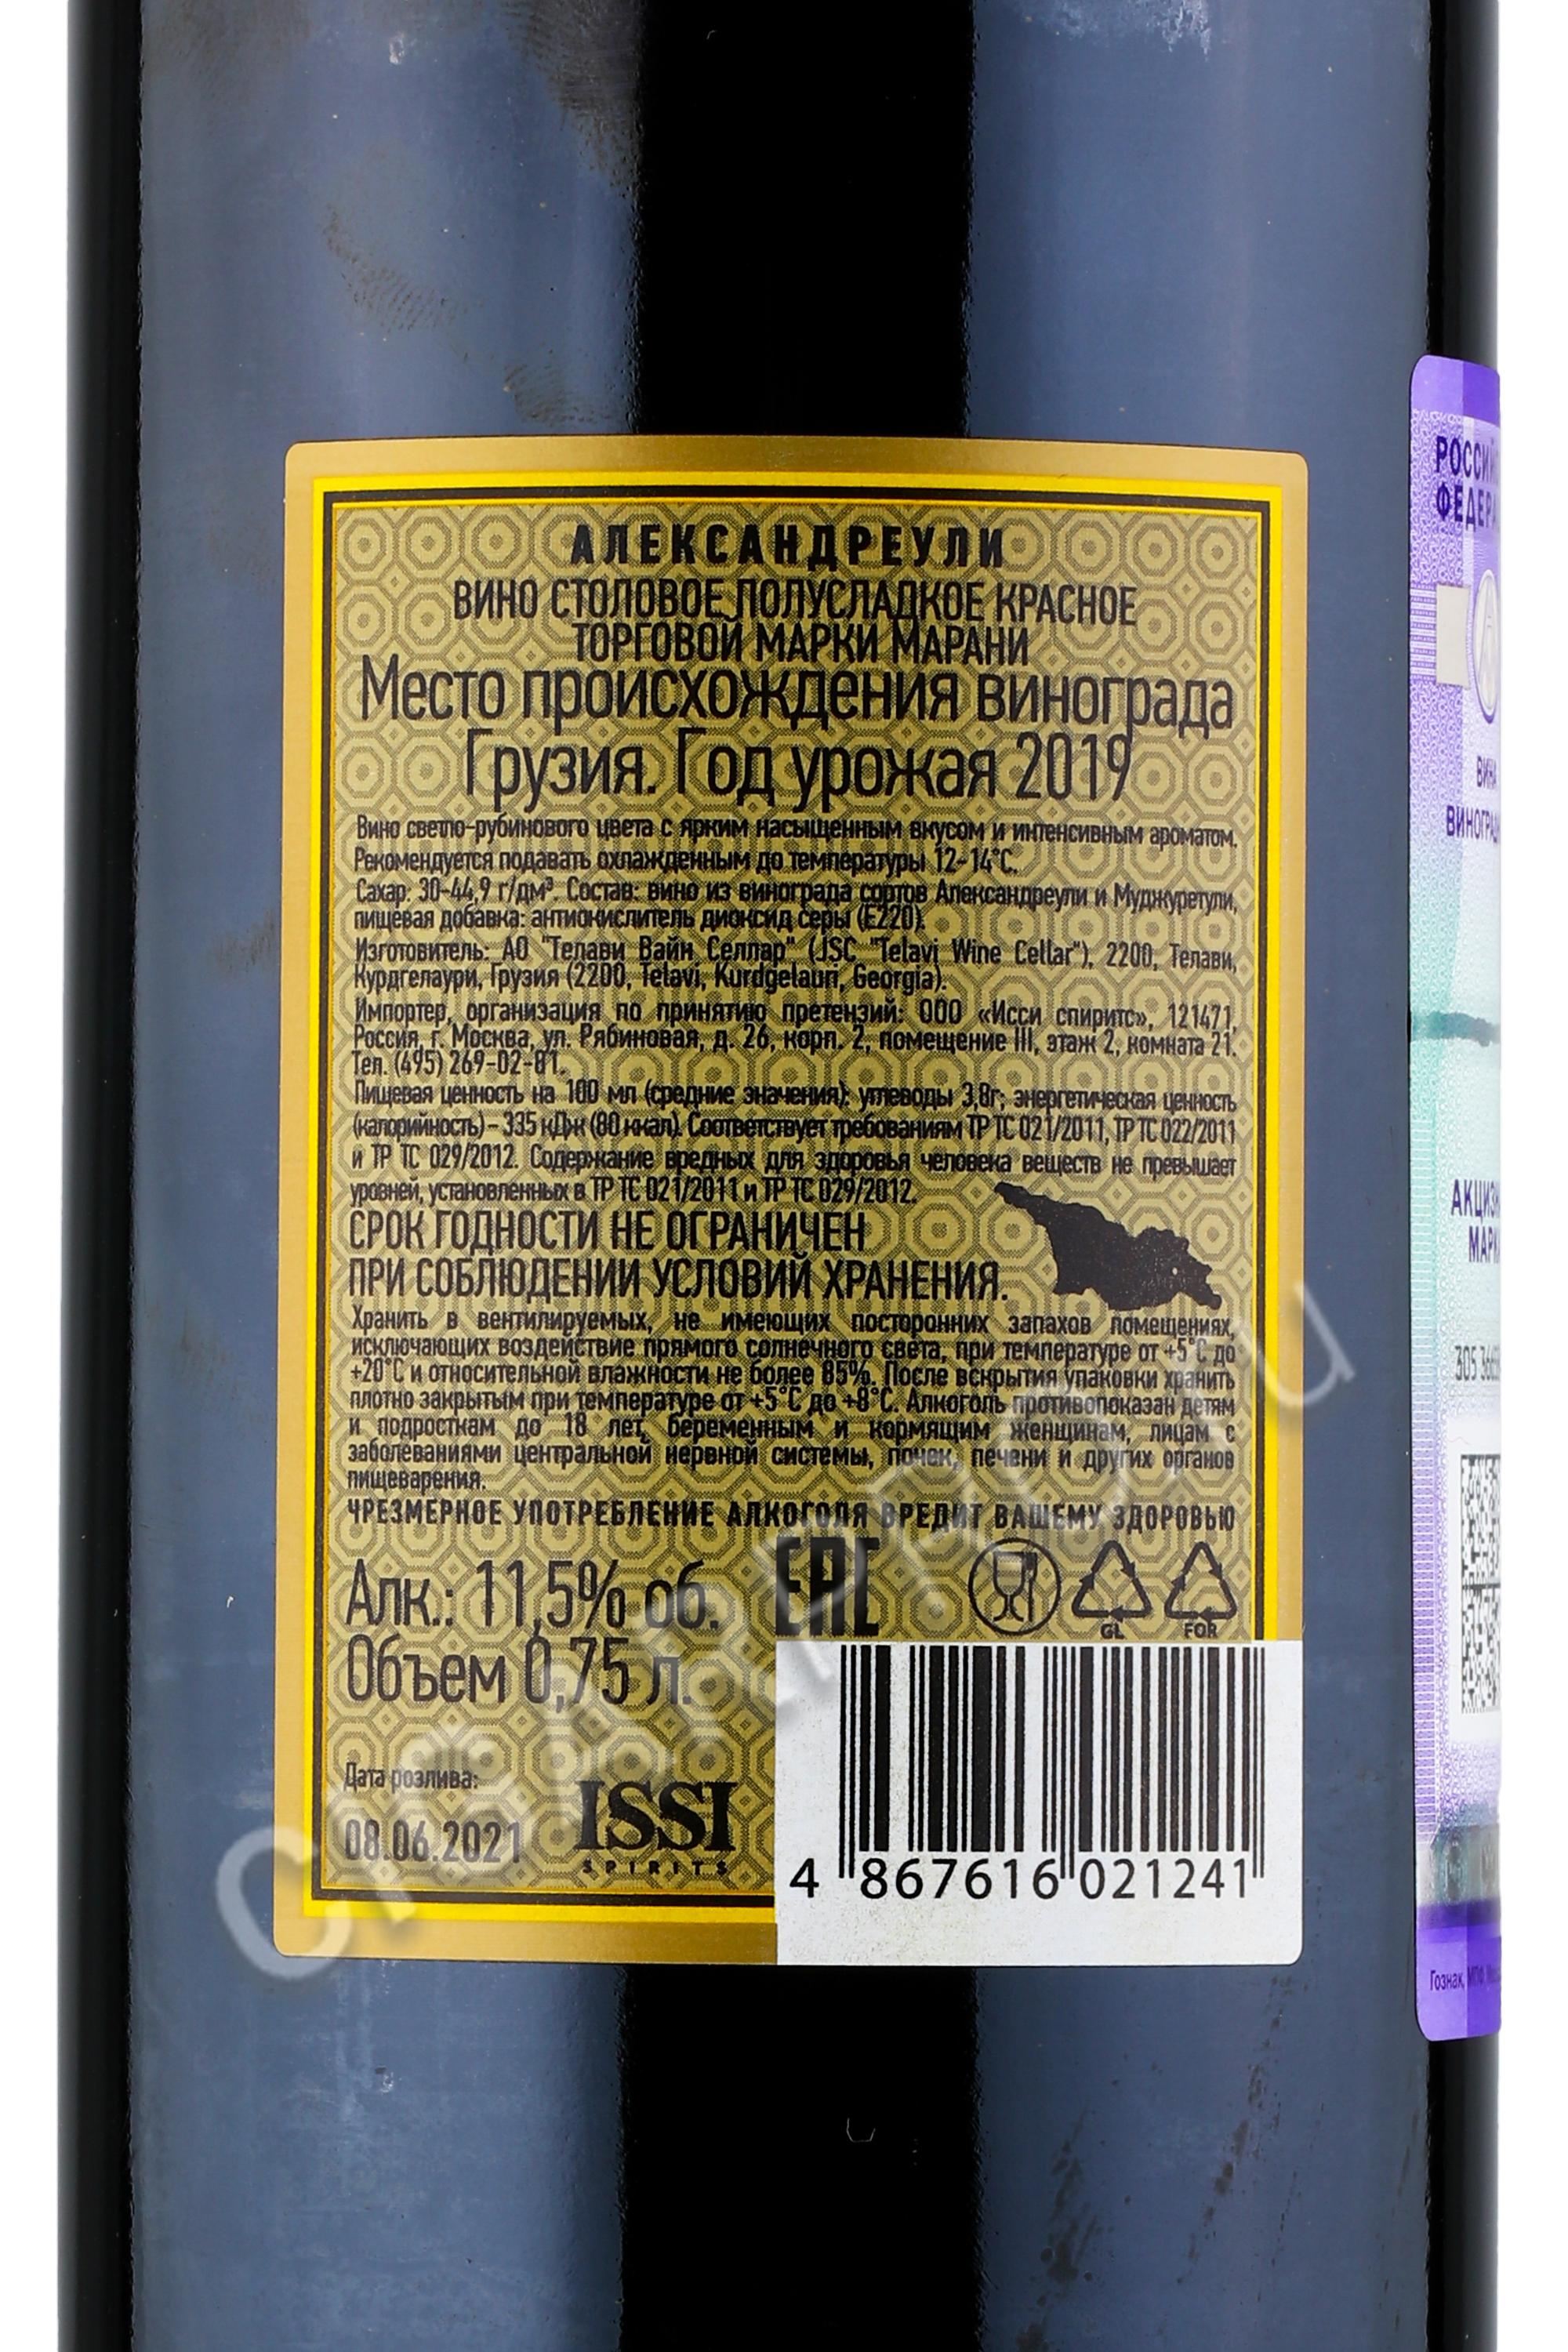 АЛЕКСАНДРЕУЛИ
ВИНО СТОЛОВОЕ ПОЛУСЛАДКОЕ КРАСНОЕ
ТОРГОВОЙ МАРКИ МАРАНИ
Место происхождения винограда
Грузия. Год урожая 2019
Вино светло-рубинового цвета с ярким насыщенным вкусом и интенсивным ароматом.
Рекомендуется подавать охлажденным до температуры 12-14°С.
Сахар: 30-44,9 г/дм³. Состав: вино из винограда сортов Александреули и Муджуретули,
пищевая добавка: антиокислитель диоксид серы (Е220).
Изготовитель: АО "Телави Вайн Селлар" (JSC "Telavi Wine Cellar"), 2200, Телави,
Курдгелаури, Грузия (2200, Telavi, Kurdgelauri, Georgia).
Импортер, организация по принятию претензий: ООО «Исси спиритс», 121471,
Россия, г. Москва, ул. Рябиновая, д. 26, корп. 2, помещение III, этаж 2, комната 21.
Тел. (495) 269-02-81.
Пищевая ценность на 100 мл (средние значения): углеводы 3,8г; энергетическая ценность
(калорийность) – 335 кДж (80 ккал). Соответствует требованиям ТР ТС 021/2011, ТР ТС 022/2011
и ТР ТС 029/2012. Содержание вредных для здоровья человека веществ не превышает
уровней, установленных в ТР ТС 021/2011 и ТР ТС 029/2012.
СРОК ГОДНОСТИ НЕ ОГРАНИЧЕН
ПРИ СОБЛЮДЕНИИ УСЛОВИЙ ХРАНЕНИЯ.
Хранить в вентилируемых, не имеющих посторонних запахов помещениях,
исключающих воздействие прямого солнечного света, при температуре от +5°С до
+20°С и относительной влажности не более 85%. После вскрытия упаковки хранить
плотно закрытым при температуре от +5°С до +8°С. Алкоголь противопоказан детям
и подросткам до 18 лет, беременным и кормящим женщинам, лицам с
заболеваниями центральной нервной системы, почек, печени и других органов
пищеварения.
ЧРЕЗМЕРНОЕ УПОТРЕБЛЕНИЕ АЛКОГОЛЯ ВРЕДИТ ВАШЕМУ ЗДОРОВЬЮ
Алк.: 11,5% об. EAC
GL FOR
Объем 0,75 л.
Дата розлива:
08.06.2021
ISSI
SPIRITS
4 867616 021241
ВИНА
АКЦИЗН
МАРК
Гознак,